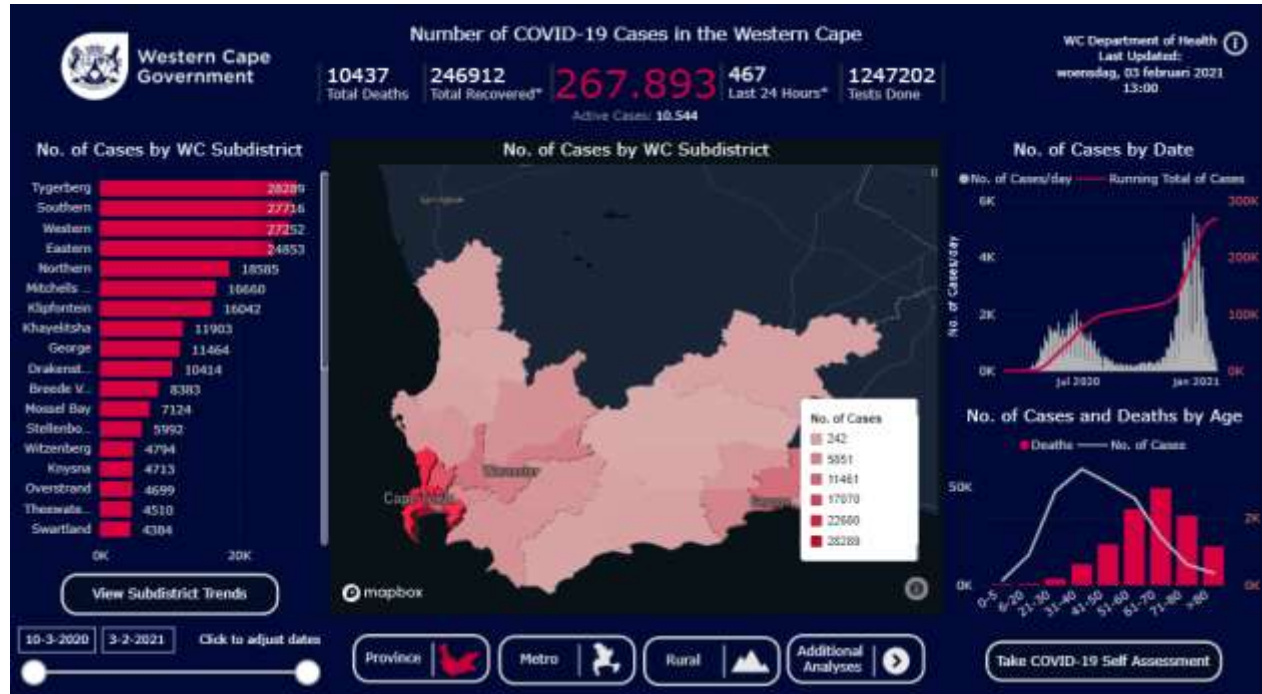 Western Cape
Government
Number of COVID-19 Cases in the Western Cape
10437
Total Deaths
246912
Total Recovered*
267.893
467
Last 24 Hours*
1247202
Tests Done
Active Cases: 10.544
WC Department of Health
Last Updated:
woensdag, 03 februari 2021
13:00
No. of Cases by WC Subdistrict
Tygerberg 28289
Southern 27716
Western 27252
Eastern 24853
Northern 18585
Mitchells ... 16660
Klipfontein 16042
Khayelitsha 11903
George 11464
Drakenst... 10414
Breede V... 8383
Mossel Bay 7124
Stellenbo... 5992
Witzenberg 4794
Knysna 4713
Overstrand 4699
Theewate... 4510
Swartland 4384
0K 20K
View Subdistrict Trends
10-3-2020 3-2-2021 Click to adjust dates
No. of Cases by WC Subdistrict
Worcester
No. of Cases
242
5851
11461
17070
22680
28289
mapbox
Province
Metro
Rural
Additional
Analyses
No. of Cases by Date
No. of Cases/day Running Total of Cases
No. of Cases/day
6K 300K
4K 200K
2K 100K
0K 0K
Jul 2020 Jan 2021
No. of Cases and Deaths by Age
Deaths No. of Cases
50K
2K
0K 0K
0-5 6-20 21-30 31-40 41-50 51-60 61-70 71-80 >80
Take COVID-19 Self Assessment